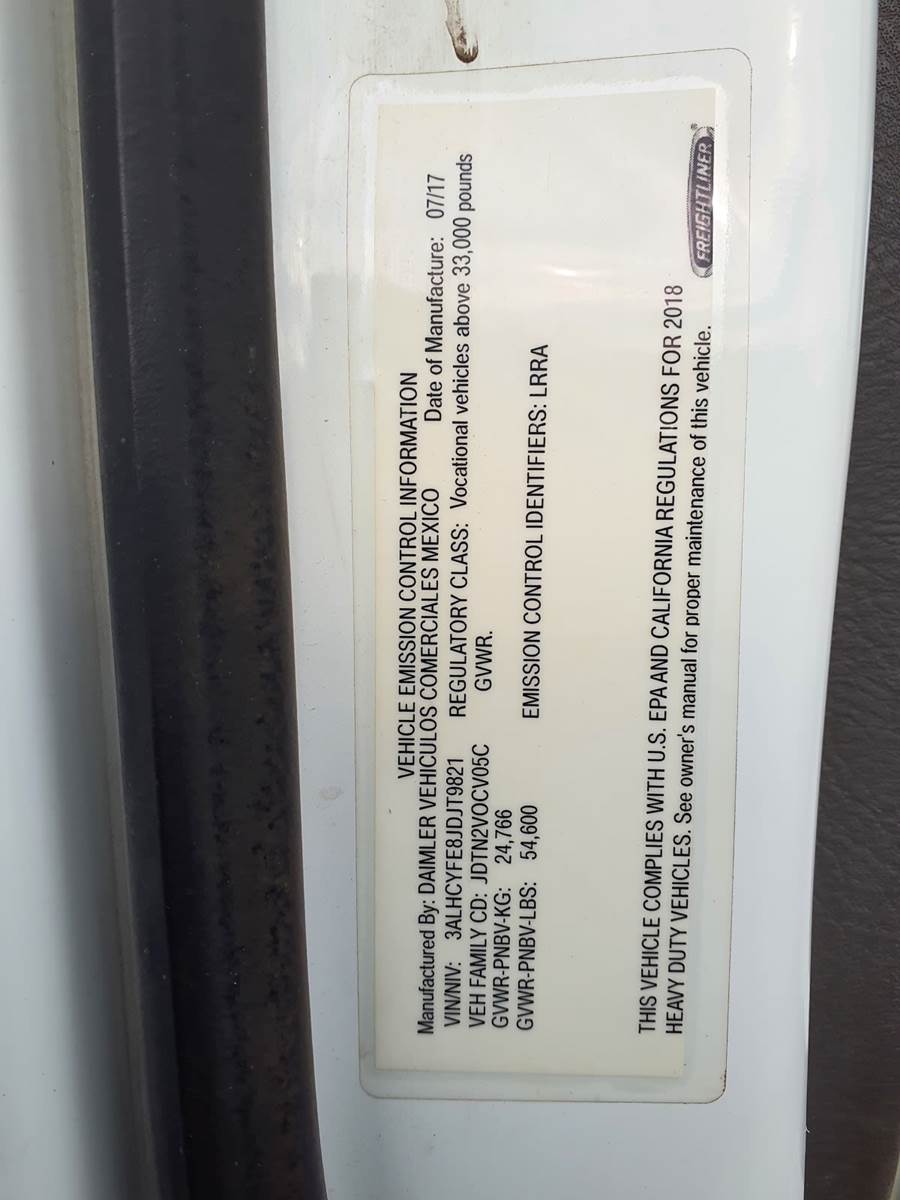 VEHICLE EMISSION CONTROL INFORMATION
Manufactured By: DAIMLER VEHICULOS COMERCIALES MEXICO Date of Manufacture: 07/17
VIN/NIV: 3ALHCYFE8JDJT9821 REGULATORY CLASS: Vocational vehicles above 33,000 pounds
VEH FAMILY CD: JDTN2VOCV05C GVWR.
GVWR-PNBV-KG: 24,766
GVWR-PNBV-LBS: 54,600 EMISSION CONTROL IDENTIFIERS: LRRA
THIS VEHICLE COMPLIES WITH U.S. EPA AND CALIFORNIA REGULATIONS FOR 2018
HEAVY DUTY VEHICLES. See owner's manual for proper maintenance of this vehicle.
FREIGHTLINER®